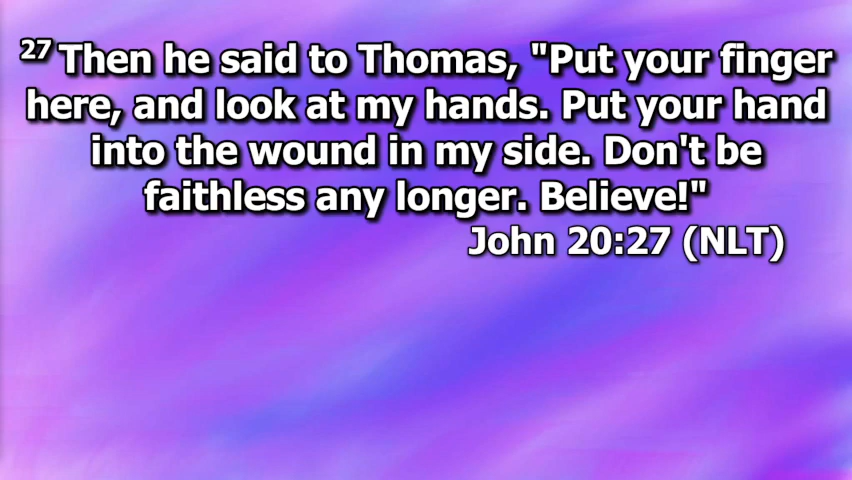 27 Then he said to Thomas, "Put your finger
here, and look at my hands. Put your hand
into the wound in my side. Don't be
faithless any longer. Believe!"
John 20:27 (NLT)